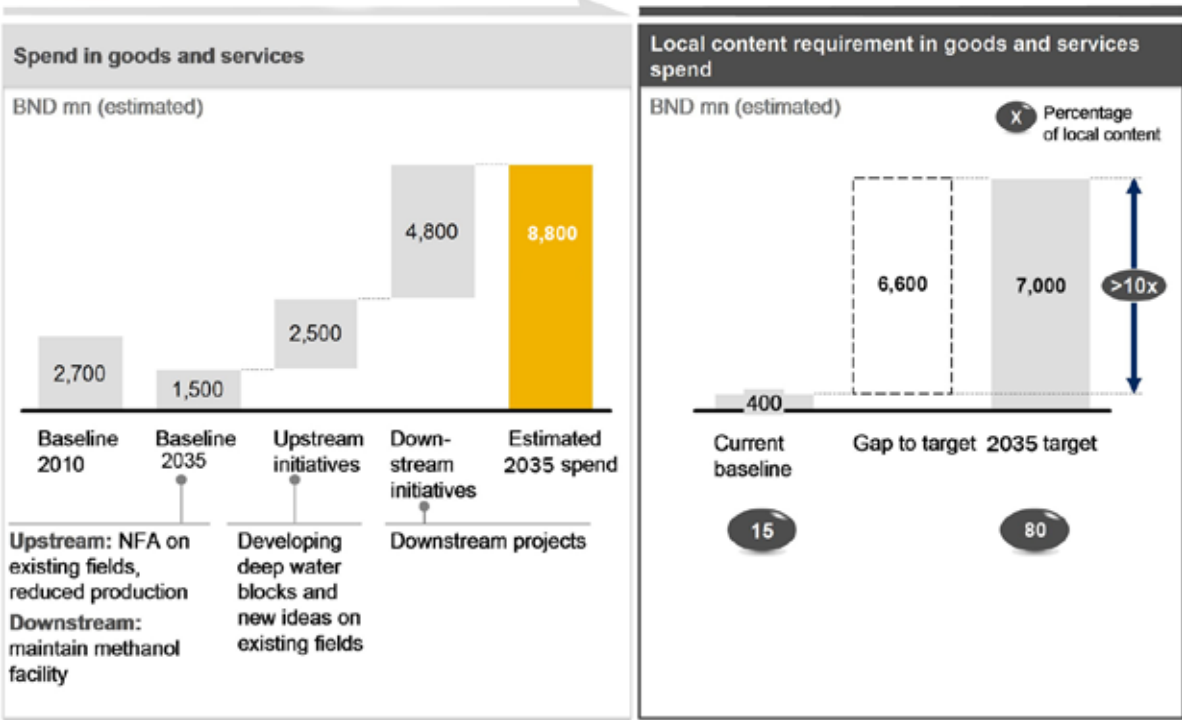 Spend in goods and services
BND mn (estimated)
2,700
1,500
2,500
4,800
8,800
Baseline
2010
Baseline
2035
Upstream
initiatives
Down-
stream
initiatives
Estimated
2035 spend
Upstream: NFA on
existing fields,
reduced production
Downstream:
maintain methanol
facility
Developing
deep water
blocks and
new ideas on
existing fields
Downstream projects
Local content requirement in goods and services
spend
BND mn (estimated)
X
Percentage
of local content
400
6,600
7,000
>10x
Current
baseline
Gap to target
2035 target
15
80